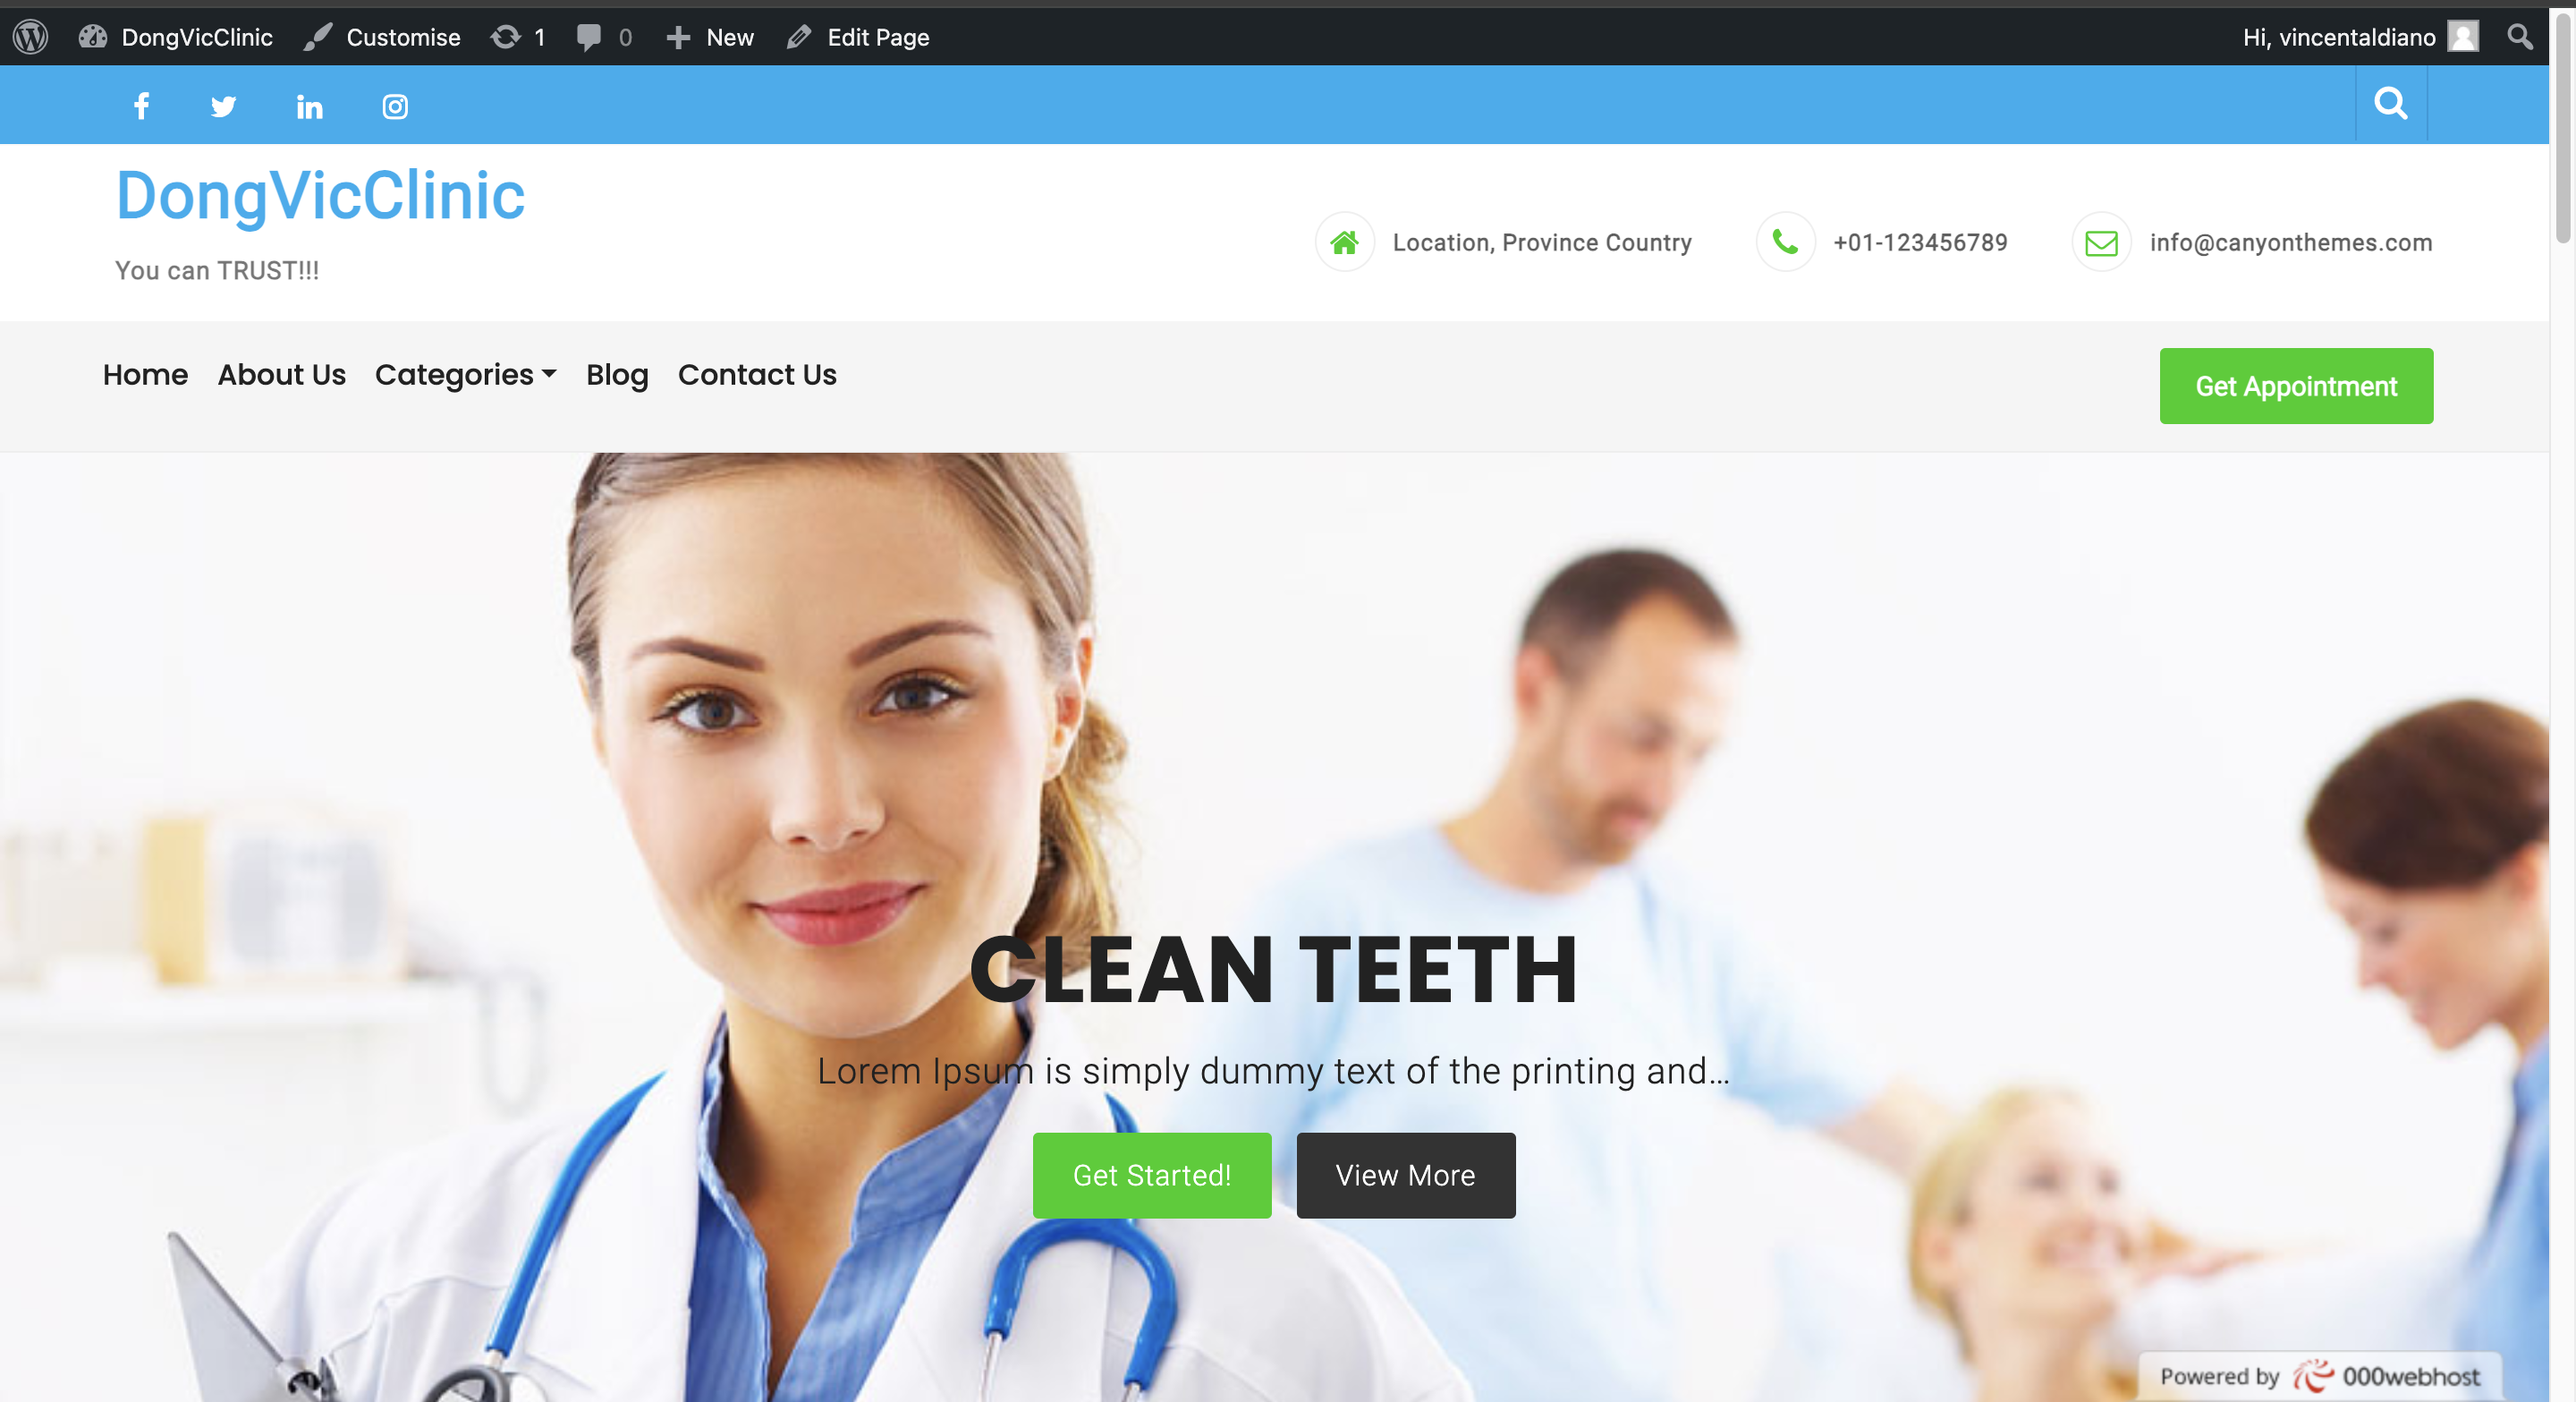 DongVicClinic Customise 1 0 New Edit Page Hi, vincentaldiano
DongVicClinic
You can TRUST!!!
Location, Province Country +01-123456789 info@canyonthemes.com
Home About Us Categories Blog Contact Us Get Appointment
CLEAN TEETH
Lorem Ipsum is simply dummy text of the printing and...
Get Started! View More
Powered by 000webhost